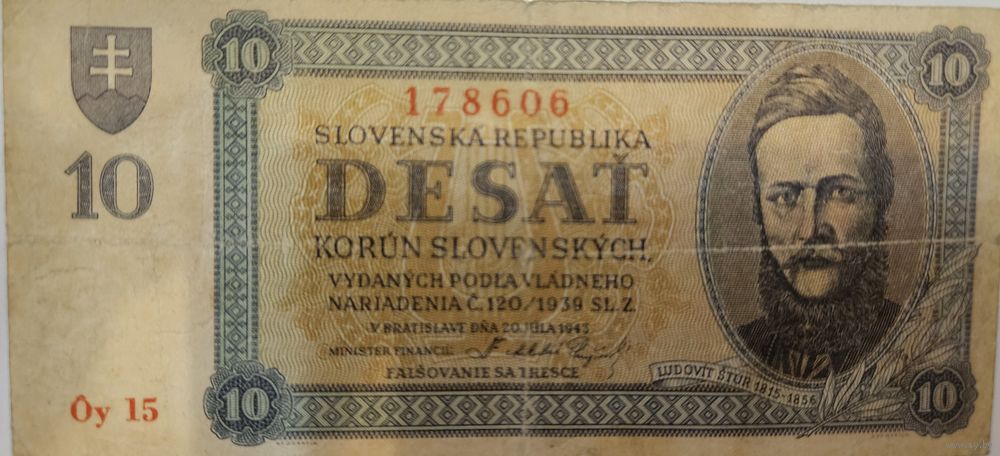 10
10
178606
SLOVENSKÁ REPUBLIKA
10
DESAŤ
KORÚN SLOVENSKÝCH,
VYDANÝCH PODĽA VLÁDNEHO
NARIADENIA Č. 120/1939 SL. Z.
V BRATISLAVE DŇA 20. JÚLA 1943
MINISTER FINANCIÍ:
FALŠOVANIE SA TRESCE
ĽUDOVÍT ŠTÚR 1815-1856
Ôy 15
10
10